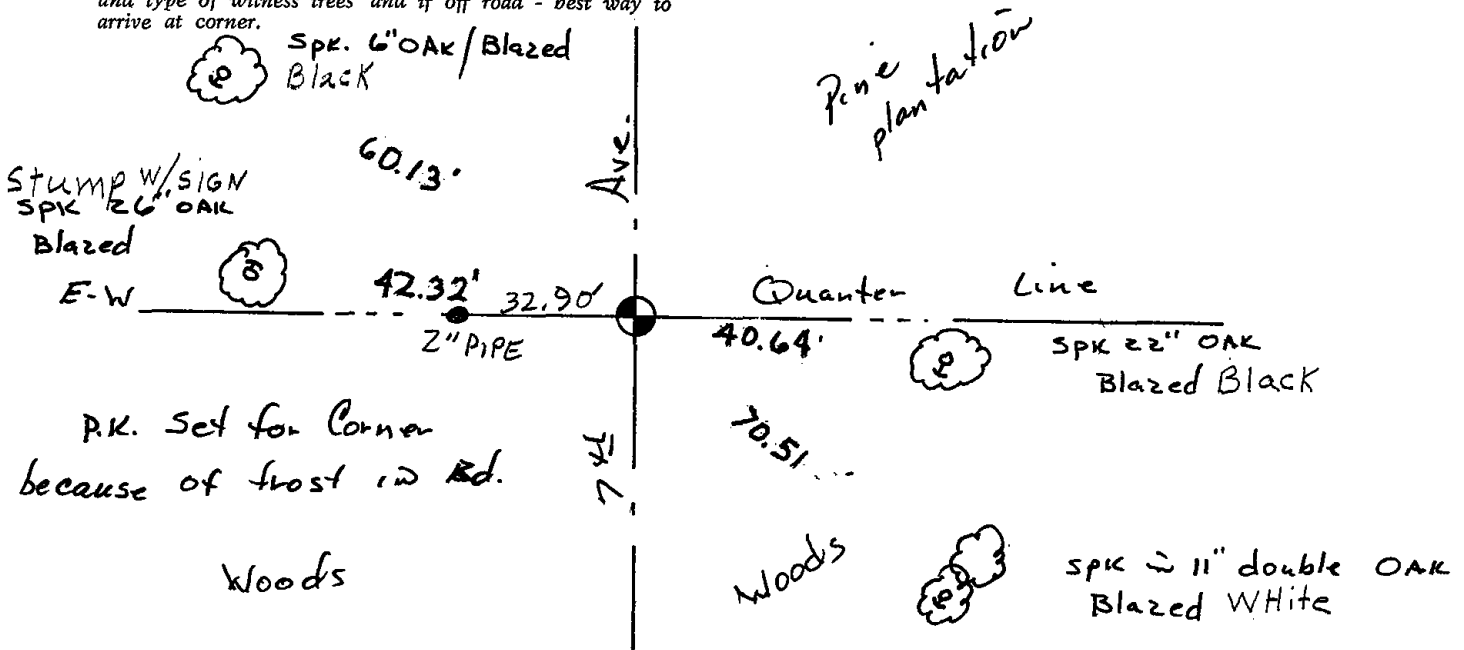 and type of witness trees and if off road - best way to
arrive at corner.
Spk. 6" OAK / Blazed
Black
Pine
plantation
60.13'
Ave.
Stump W/SIGN
SPK 26" OAK
Blazed
E-W
42.32'
32.90'
Quarter Line
2" PIPE
40.64'
SPK 22" OAK
Blazed Black
P.K. Set for Corner
because of frost in Rd.
70.51
7th
Woods
Woods
SPK in 11" double OAK
Blazed WHite